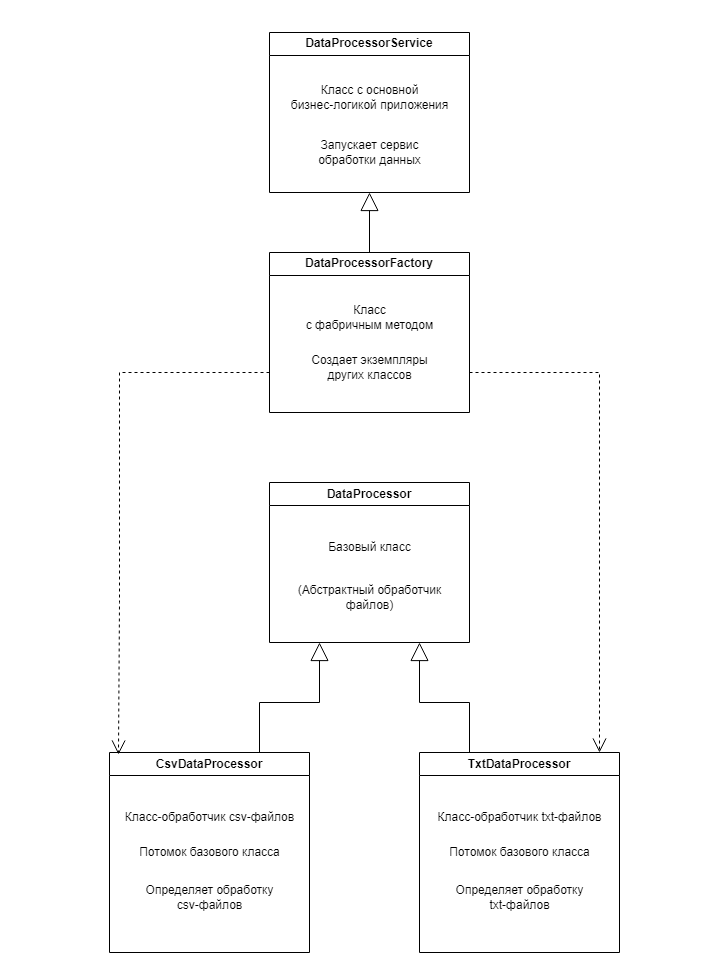 DataProcessorService
Класс с основной
бизнес-логикой приложения
Запускает сервис
обработки данных
DataProcessorFactory
Класс
с фабричным методом
Создает экземпляры
других классов
DataProcessor
Базовый класс
(Абстрактный обработчик
файлов)
CsvDataProcessor
Класс-обработчик csv-файлов
Потомок базового класса
Определяет обработку
csv-файлов
TxtDataProcessor
Класс-обработчик txt-файлов
Потомок базового класса
Определяет обработку
txt-файлов